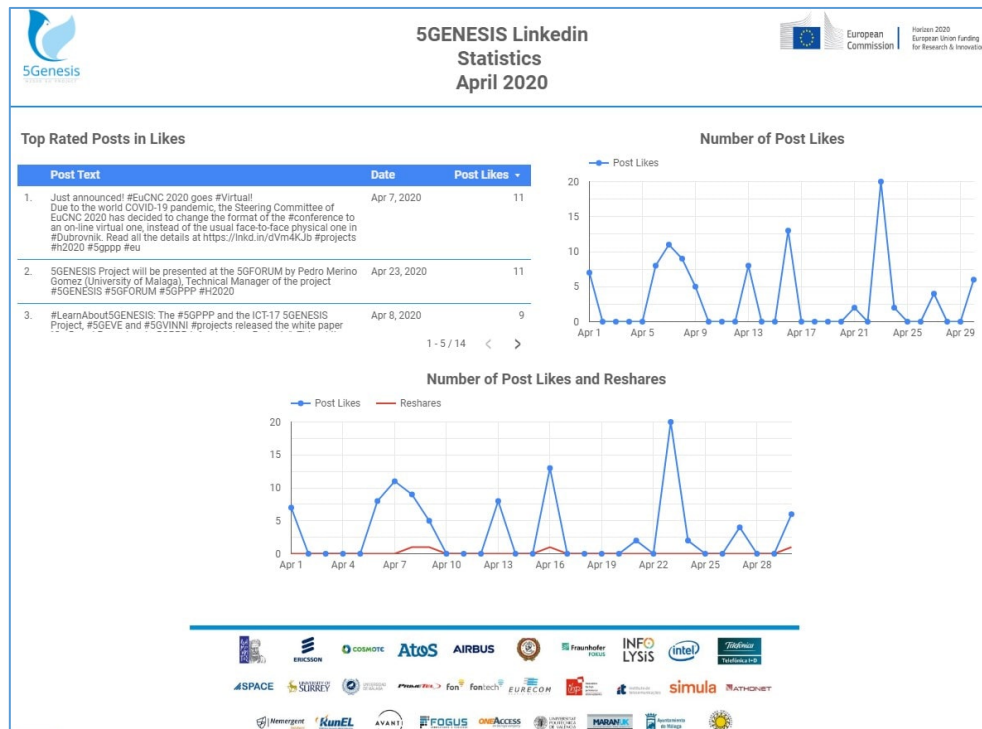 5GENESIS Linkedin
Statistics
April 2020
5Genesis
European
Commission
Horizon 2020
European Union Funding
for Research & Innovation
Top Rated Posts in Likes
Post Text Date Post Likes
1. Just announced! #EuCNC 2020 goes #Virtual! Apr 7, 2020 11
Due to the world COVID-19 pandemic, the Steering Committee of
EuCNC 2020 has decided to change the format of the #conference to
an on-line virtual one, instead of the usual face-to-face physical one in
#Dubrovnik. Read all the details at https://lnkd.in/dVm4KJb #projects
#h2020 #5gppp #eu
2. 5GENESIS Project will be presented at the 5GFORUM by Pedro Merino Apr 23, 2020 11
Gomez (University of Malaga), Technical Manager of the project
#5GENESIS #5GFORUM #5GPPP #H2020
3. #LearnAbout5GENESIS: The #5GPPP and the ICT-17 5GENESIS Apr 8, 2020 9
Project, #5GEVE and #5GVINNI #projects released the white paper
1 - 5 / 14
Number of Post Likes
Post Likes
20
15
10
5
0
Apr 1 Apr 5 Apr 9 Apr 13 Apr 17 Apr 21 Apr 25 Apr 29
Number of Post Likes and Reshares
Post Likes Reshares
20
15
10
5
0
Apr 1 Apr 4 Apr 7 Apr 10 Apr 13 Apr 16 Apr 19 Apr 22 Apr 25 Apr 28
ERICSSON COSMOTE Atos AIRBUS Fraunhofer
FOKUS
INFO
LYSiS
intel
Telefónica
Telefónica I+D
SPACE UNIVERSITY OF
SURREY
PrimeTel fon fontech EURECOM simula ATHONET
Nemergent KunEL AVANTI FOGUS ONEACCESS UNIVERSITAT
POLITECNICA
DE VALENCIA
MARAN UK Ayuntamiento
de Málaga